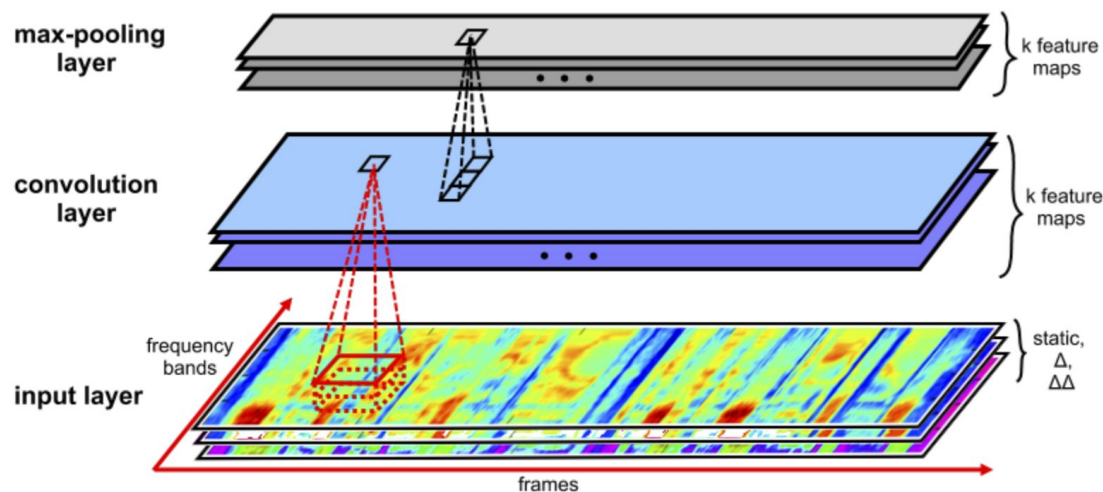 max-pooling
layer
k feature
maps
convolution
layer
k feature
maps
frequency
bands
static,
Δ,
ΔΔ
input layer
frames